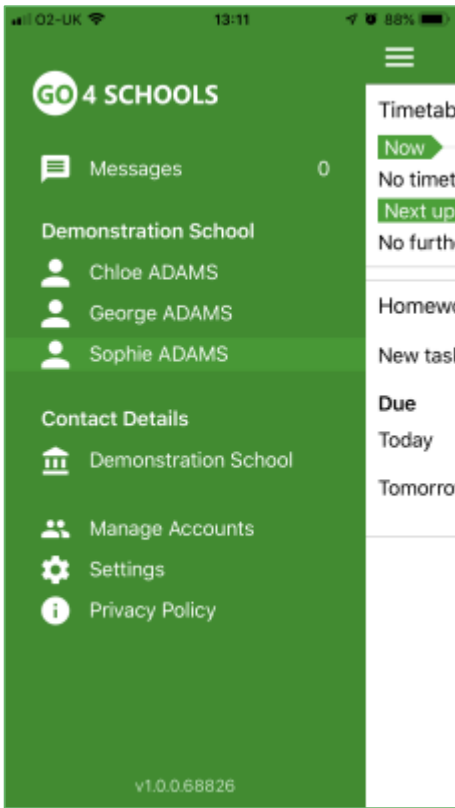 O2-UK 13:11 88%
GO 4 SCHOOLS
Messages 0
Demonstration School
Chloe ADAMS
George ADAMS
Sophie ADAMS
Contact Details
Demonstration School
Manage Accounts
Settings
Privacy Policy
v1.0.0.68826
Timetab
Now
No timet
Next up
No furth
Homew
New tas
Due
Today
Tomorro